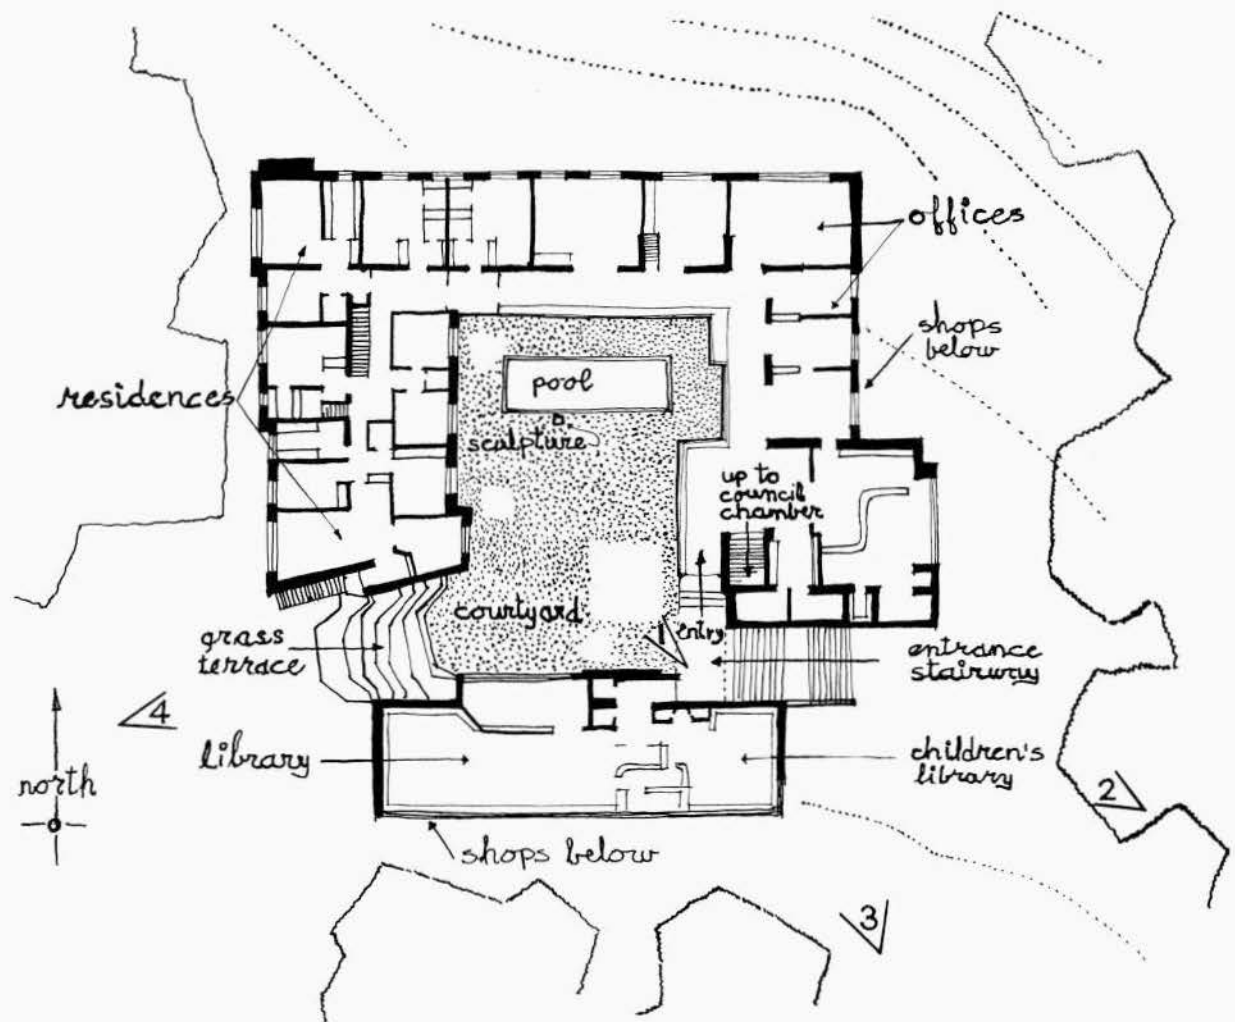 offices
shops
below
pool
residences
sculpture
up to
council
chamber
courtyard
1
entry
grass
terrace
entrance
stairway
4
library
children's
library
north
2
shops below
3